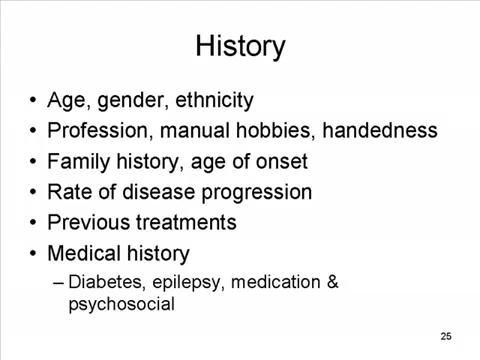 History
• Age, gender, ethnicity
• Profession, manual hobbies, handedness
• Family history, age of onset
• Rate of disease progression
• Previous treatments
• Medical history
– Diabetes, epilepsy, medication &
psychosocial
25